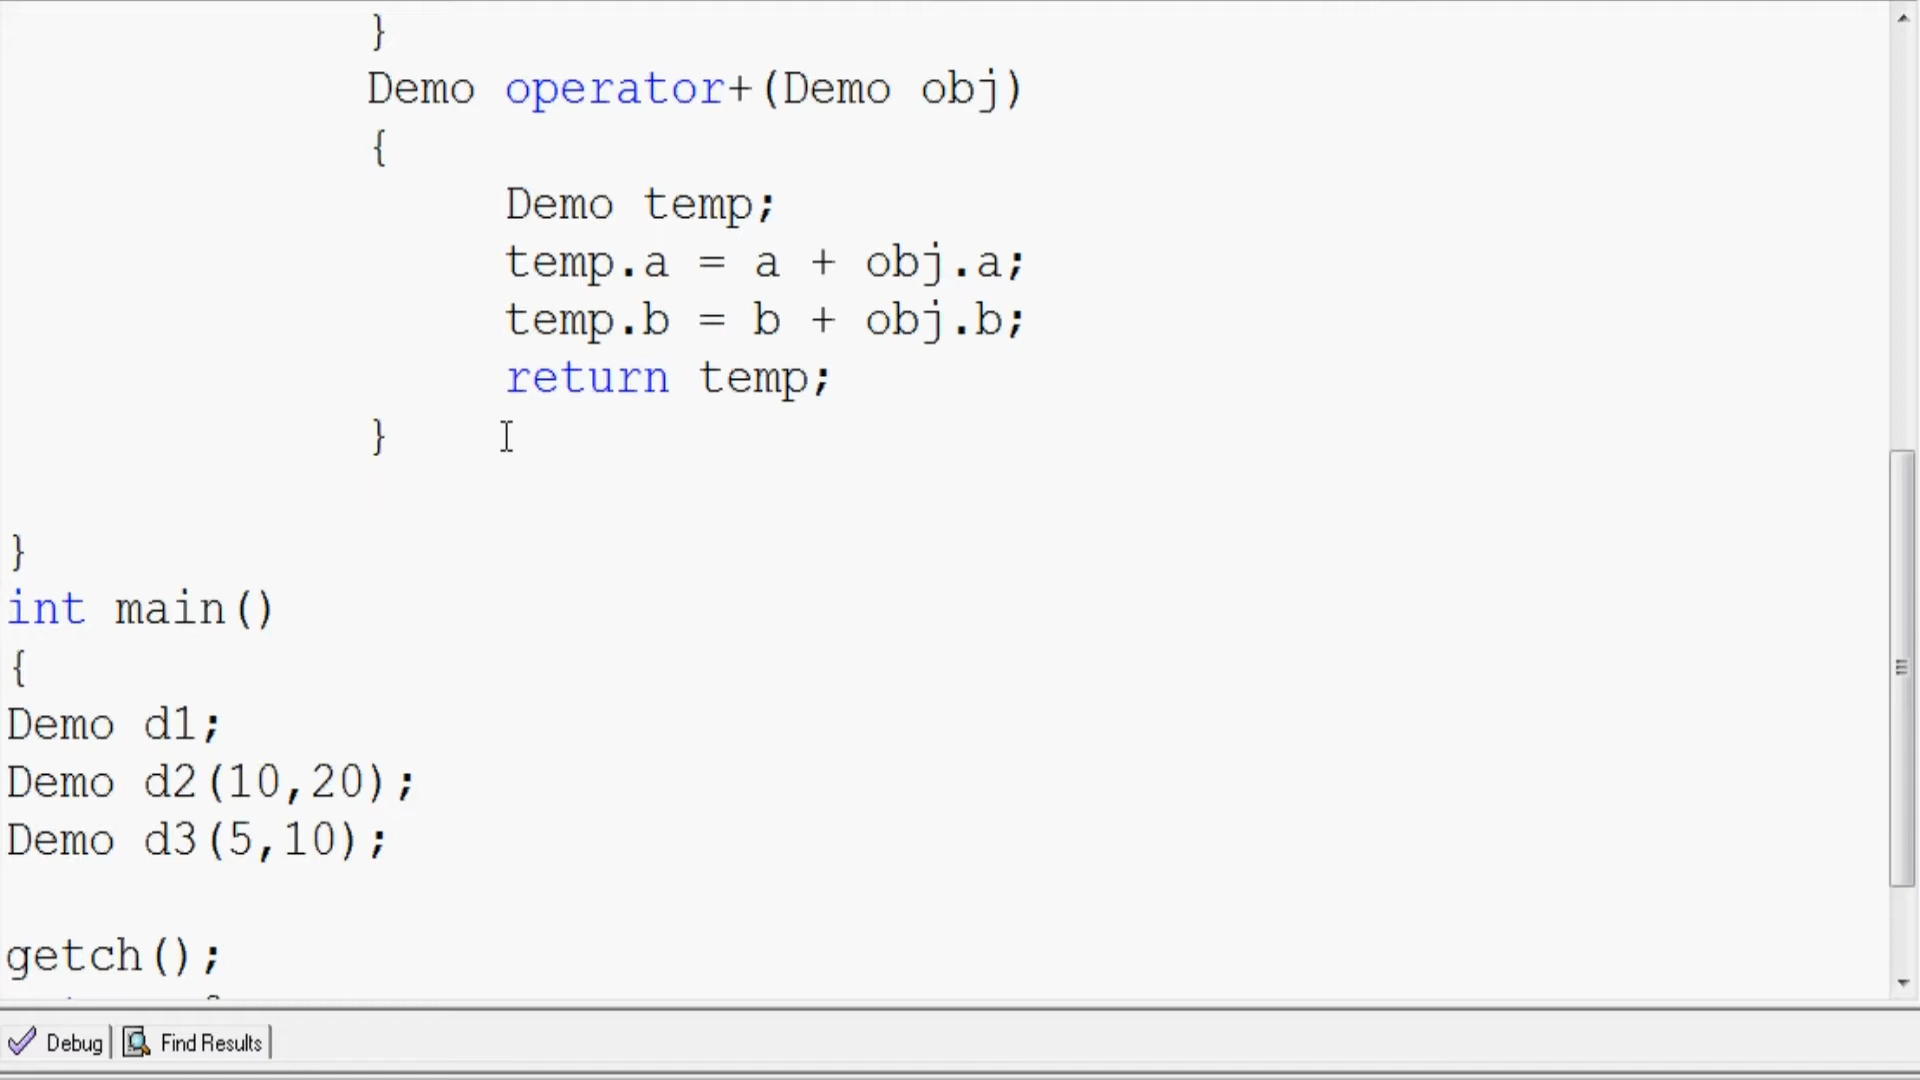 }
Demo operator+(Demo obj)
{
Demo temp;
temp.a = a + obj.a;
temp.b = b + obj.b;
return temp;
}
}
int main()
{
Demo d1;
Demo d2(10,20);
Demo d3(5,10);
getch();
Debug
Find Results